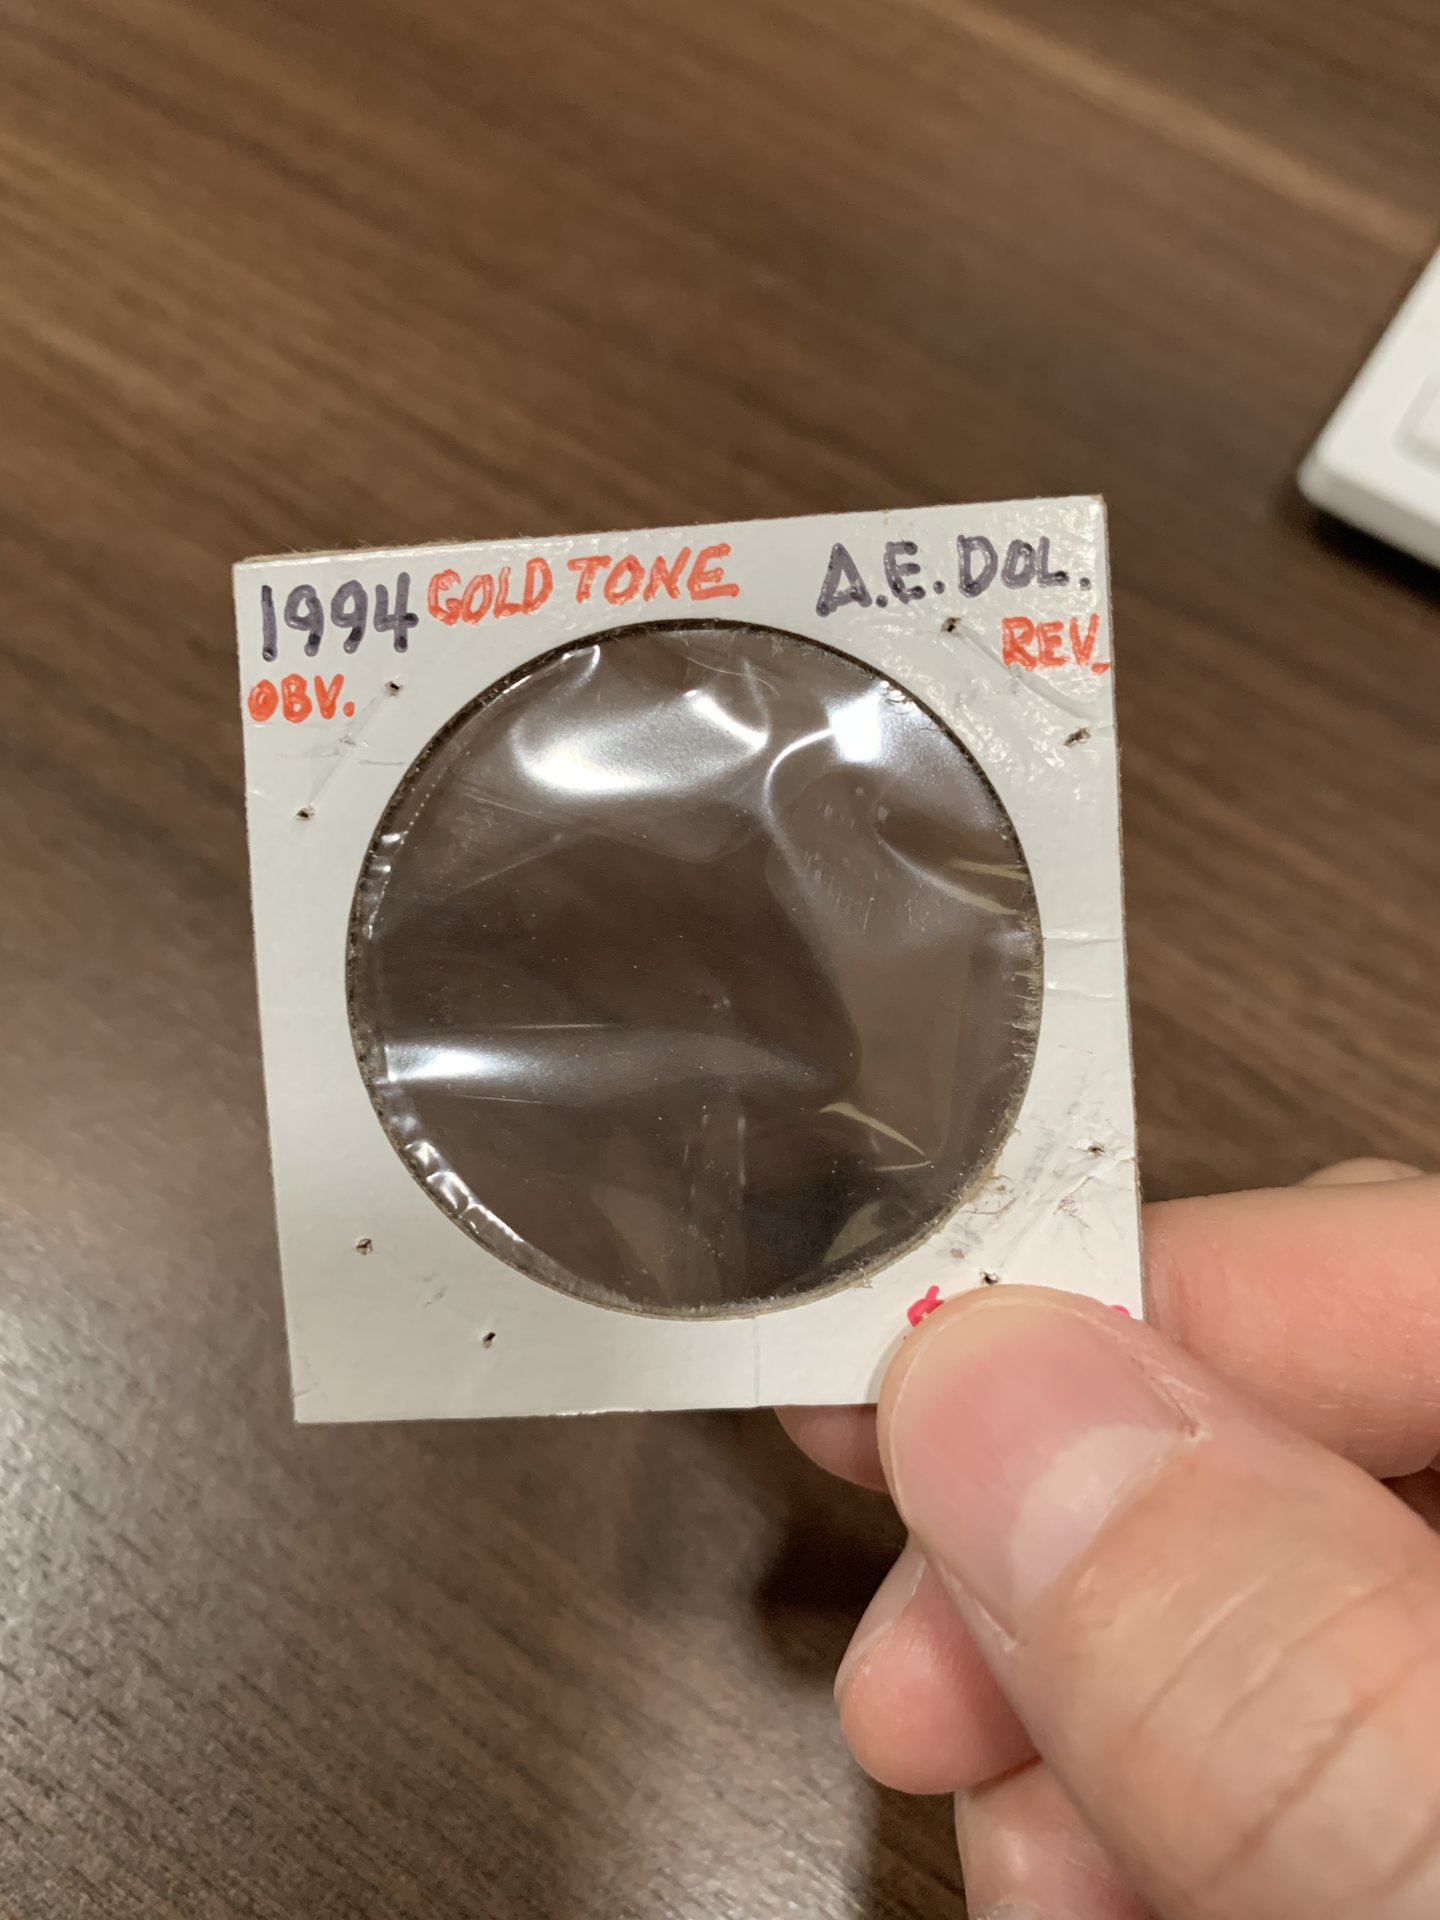 1994 GOLD TONE A.E. DOL.
OBV. REV.